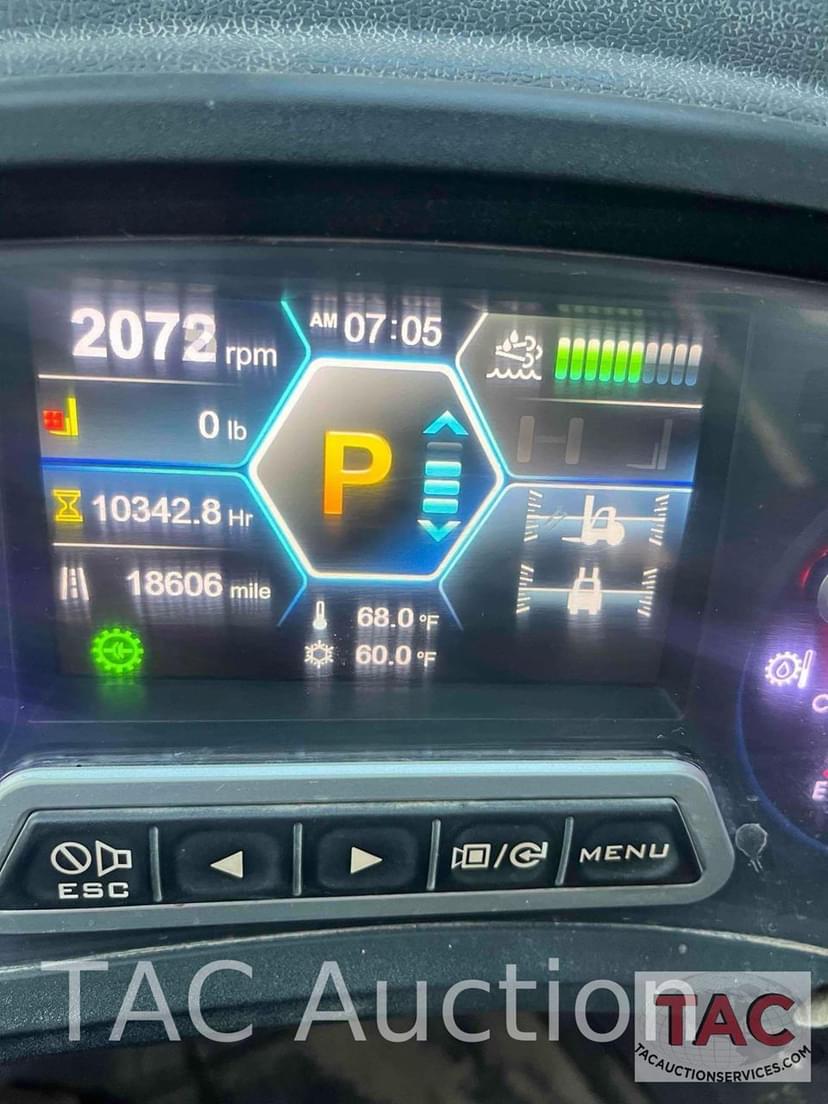 2072 rpm
AM 07:05
0 lb
P
10342.8 Hr
18606 mile
68.0 °F
60.0 °F
C
E
ESC
MENU
TAC Auction
TAC
TACAUCTIONSERVICES.COM